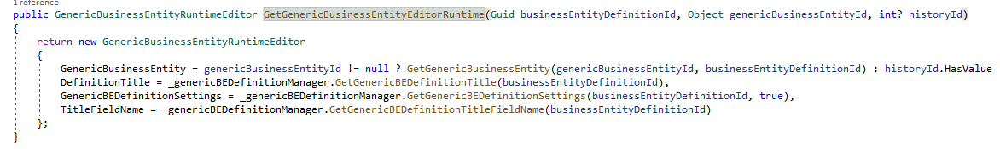 1 reference
public GenericBusinessEntityRuntimeEditor GetGenericBusinessEntityEditorRuntime(Guid businessEntityDefinitionId, Object genericBusinessEntityId, int? historyId)
{
return new GenericBusinessEntityRuntimeEditor
{
GenericBusinessEntity = genericBusinessEntityId != null ? GetGenericBusinessEntity(genericBusinessEntityId, businessEntityDefinitionId) : historyId.HasValue
DefinitionTitle = _genericBEDefinitionManager.GetGenericBEDefinitionTitle(businessEntityDefinitionId),
GenericBEDefinitionSettings = _genericBEDefinitionManager.GetGenericBEDefinitionSettings(businessEntityDefinitionId, true),
TitleFieldName = _genericBEDefinitionManager.GetGenericBEDefinitionTitleFieldName(businessEntityDefinitionId)
};
}